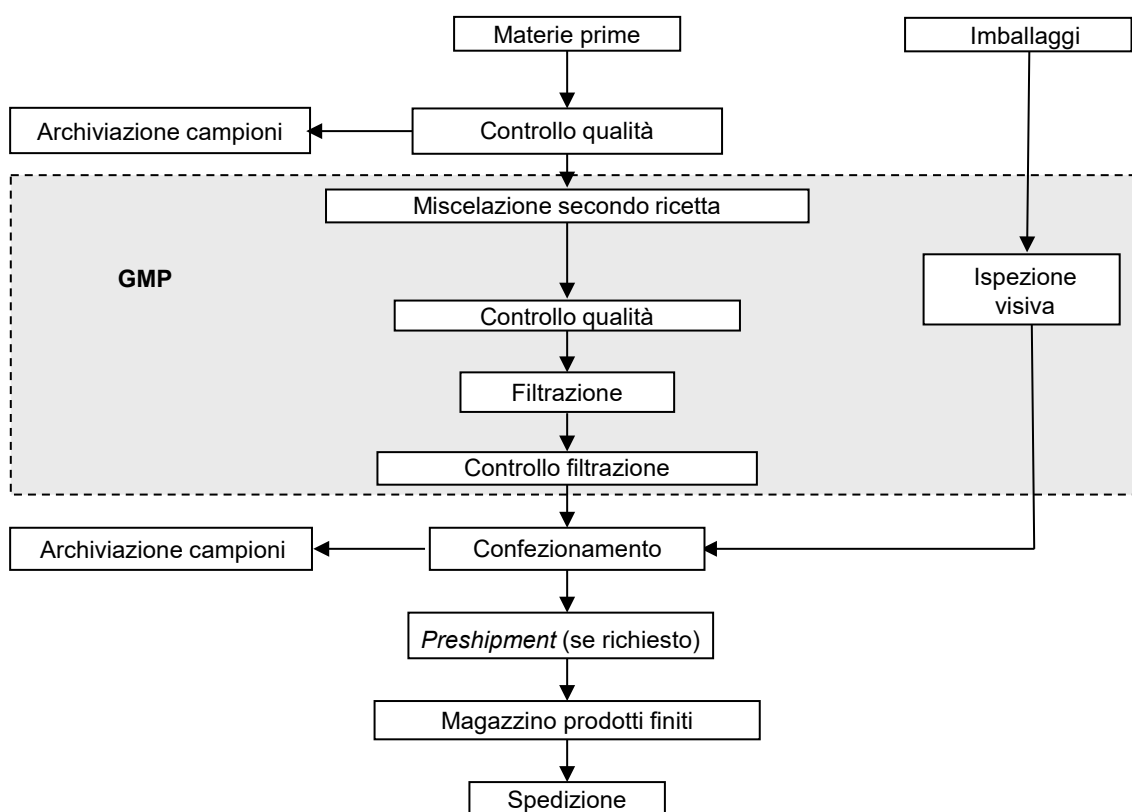 Materie prime
Imballaggi
Archiviazione campioni
Controllo qualità
Miscelazione secondo ricetta
GMP
Ispezione
visiva
Controllo qualità
Filtrazione
Controllo filtrazione
Archiviazione campioni
Confezionamento
Preshipment (se richiesto)
Magazzino prodotti finiti
Spedizione